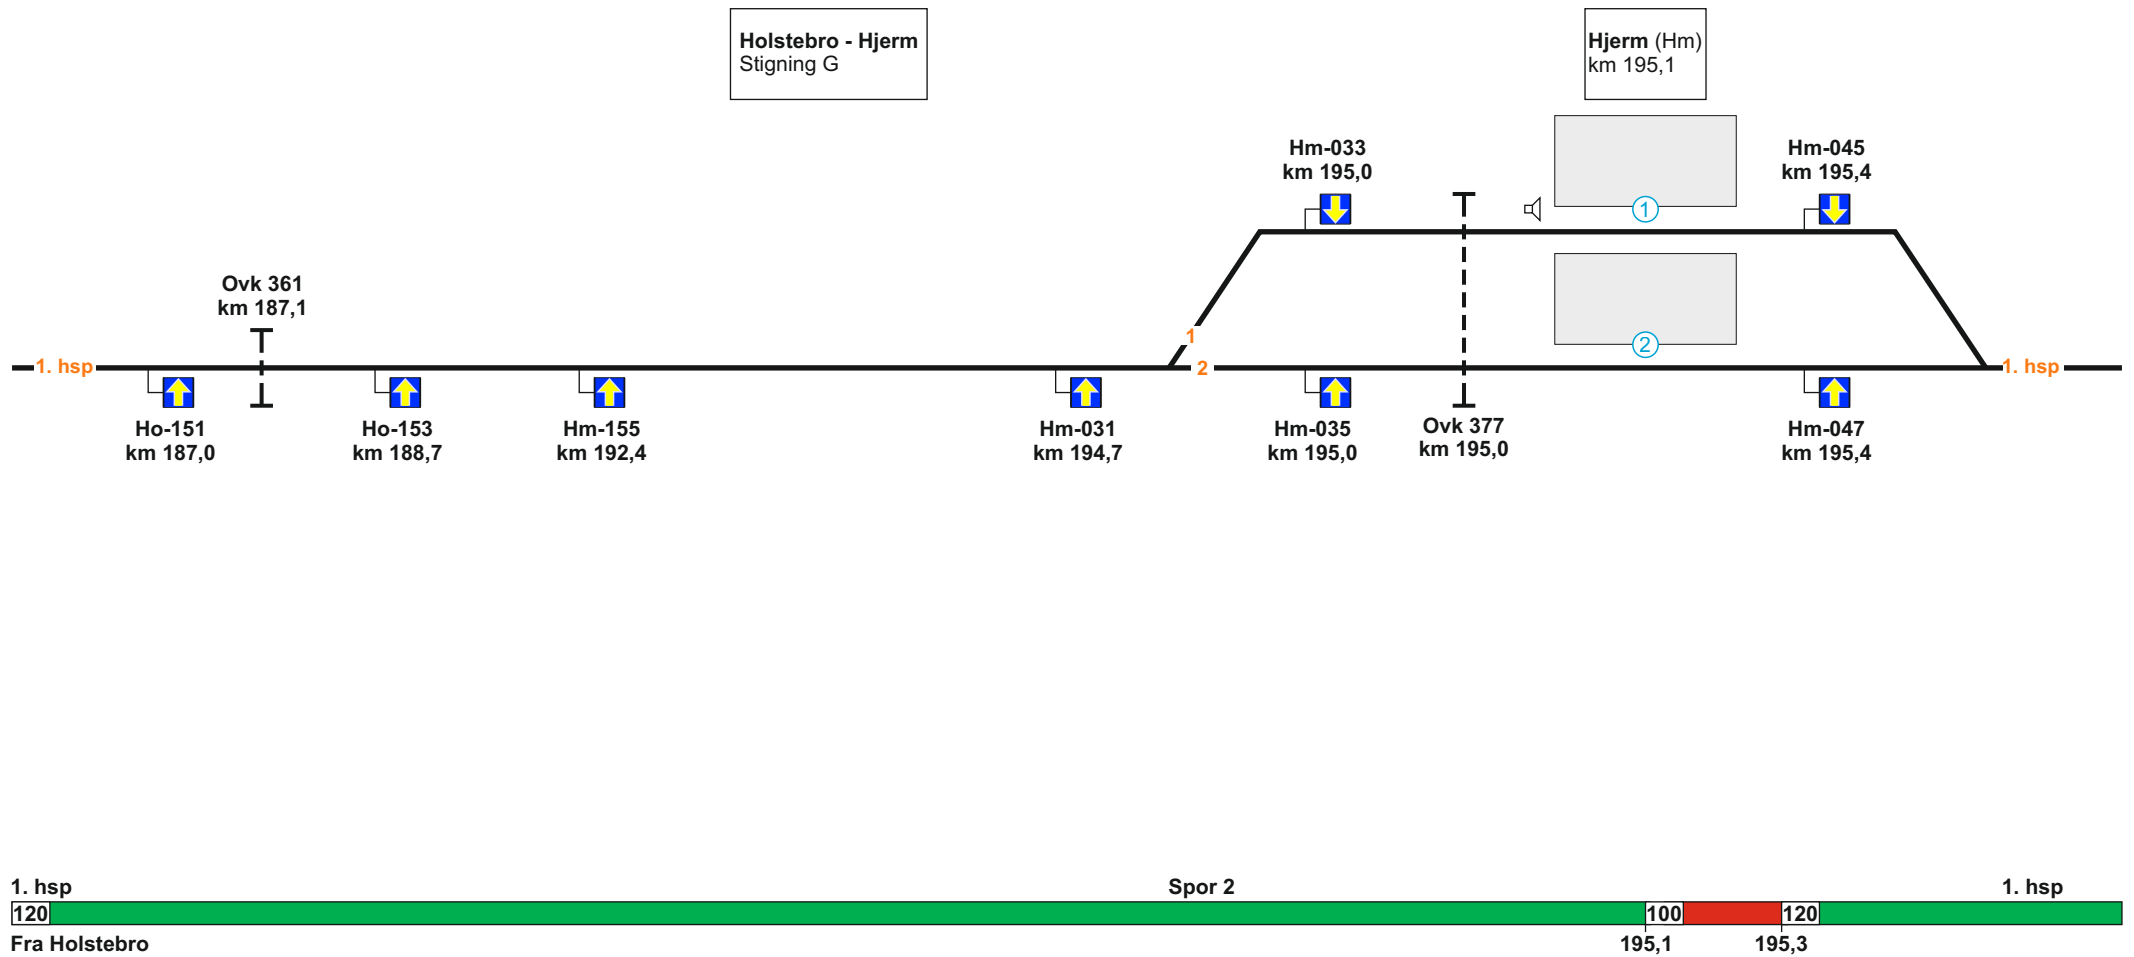 Holstebro - Hjerm
Stigning G
Hjerm (Hm)
km 195,1
Hm-033
km 195,0
Hm-045
km 195,4
1
Ovk 361
km 187,1
1
2
1. hsp
2
1. hsp
Ho-151
km 187,0
Ho-153
km 188,7
Hm-155
km 192,4
Hm-031
km 194,7
Hm-035
km 195,0
Ovk 377
km 195,0
Hm-047
km 195,4
1. hsp
Spor 2
1. hsp
120
100
120
Fra Holstebro
195,1
195,3